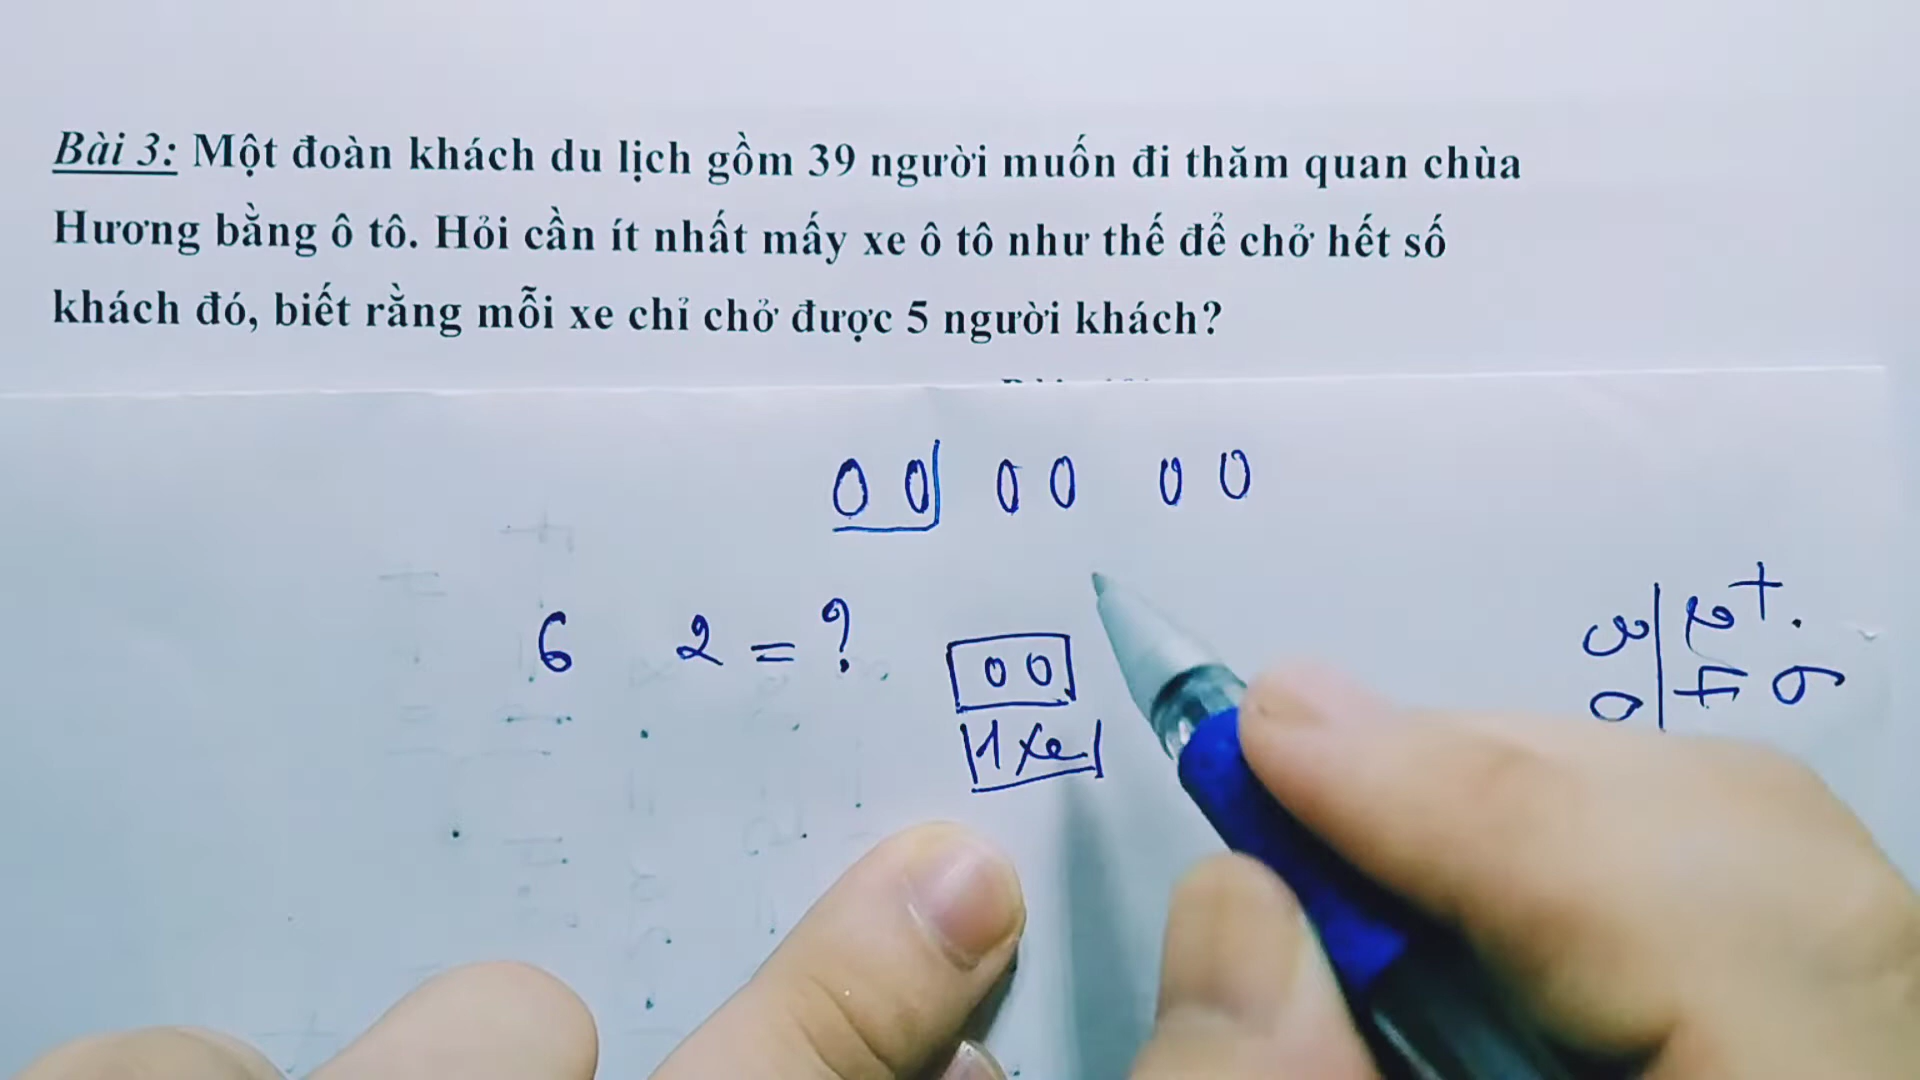 Bài 3: Một đoàn khách du lịch gồm 39 người muốn đi thăm quan chùa
Hương bằng ô tô. Hỏi cần ít nhất mấy xe ô tô như thế để chở hết số
khách đó, biết rằng mỗi xe chỉ chở được 5 người khách?
0 0 0 0 0 0
6 2 = ?
0 0
1 xe